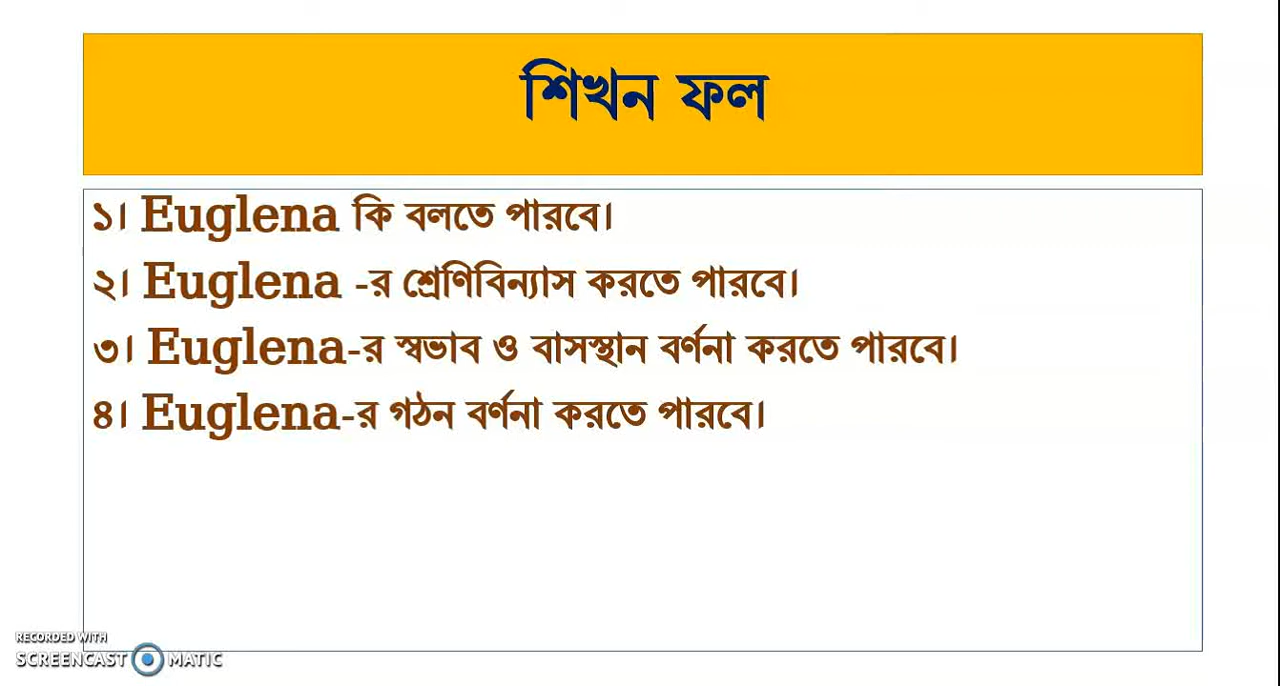 শিখন ফল
১। Euglena কি বলতে পারবে।
২। Euglena -র শ্রেণিবিন্যাস করতে পারবে।
৩। Euglena-র স্বভাব ও বাসস্থান বর্ণনা করতে পারবে।
৪। Euglena-র গঠন বর্ণনা করতে পারবে।
RECORDED WITH
SCREENCAST MATIC